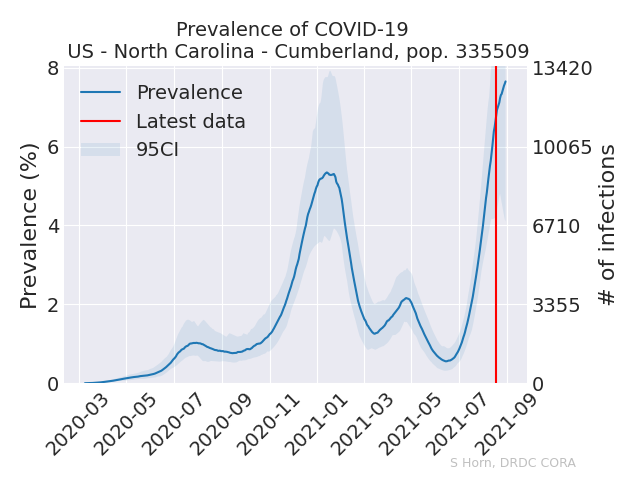 Prevalence of COVID-19
US - North Carolina - Cumberland, pop. 335509
Prevalence
Latest data
95CI
Prevalence (%)
8
6
4
2
0
13420
10065
6710
3355
0
# of infections
2020-03
2020-05
2020-07
2020-09
2020-11
2021-01
2021-03
2021-05
2021-07
2021-09
S Horn, DRDC CORA